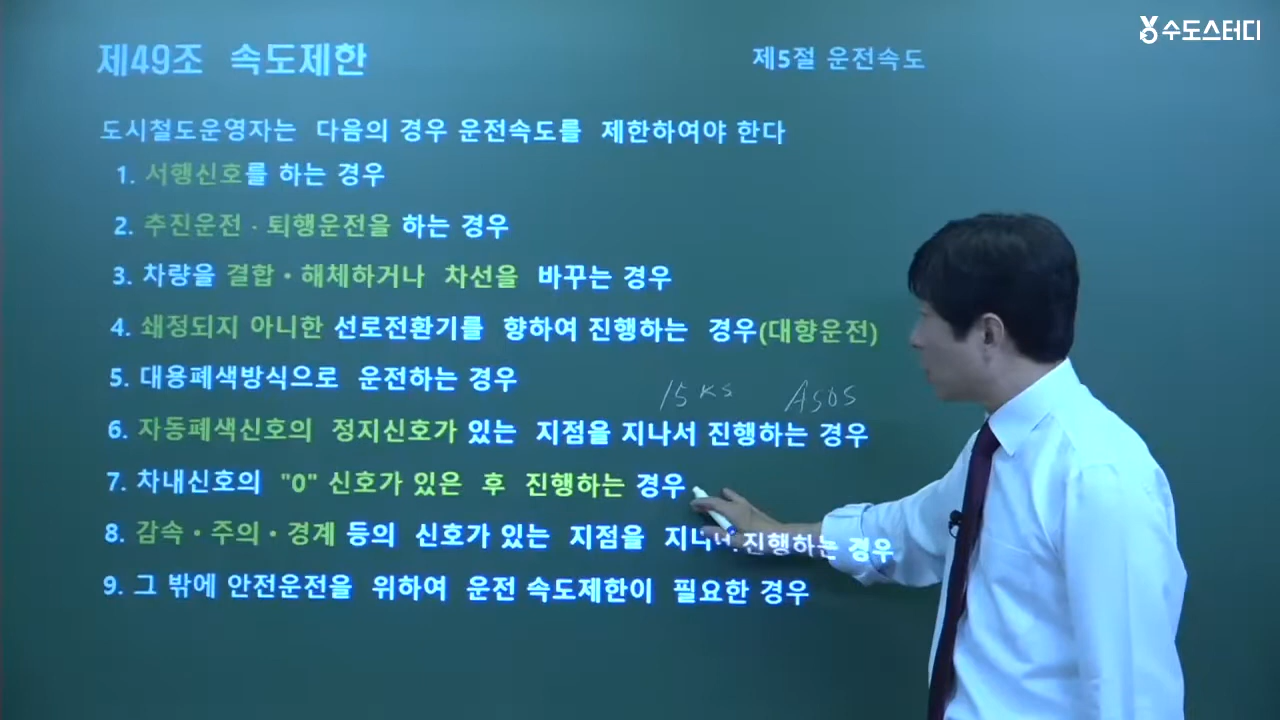 수도스터디
제49조 속도제한
제5절 운전속도
도시철도운영자는 다음의 경우 운전속도를 제한하여야 한다
1. 서행신호를 하는 경우
2. 추진운전·퇴행운전을 하는 경우
3. 차량을 결합·해체하거나 차선을 바꾸는 경우
4. 쇄정되지 아니한 선로전환기를 향하여 진행하는 경우(대향운전)
5. 대용폐색방식으로 운전하는 경우
15 KS ASOS
6. 자동폐색신호의 정지신호가 있는 지점을 지나서 진행하는 경우
7. 차내신호의 "0" 신호가 있은 후 진행하는 경우
8. 감속·주의·경계 등의 신호가 있는 지점을 지나서 진행하는 경우
9. 그 밖에 안전운전을 위하여 운전 속도제한이 필요한 경우